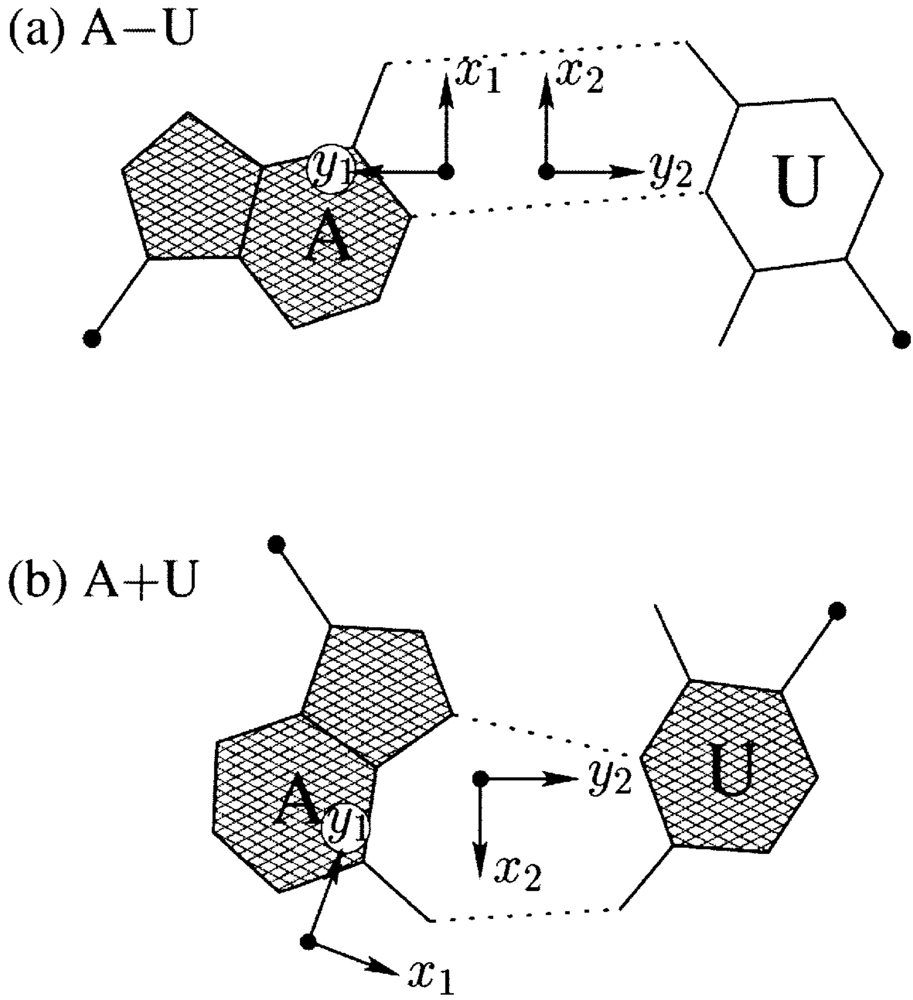 (a) A−U
x1 x2
y1 y2 U
A
(b) A+U
y2 U
A
y1
x2
x1